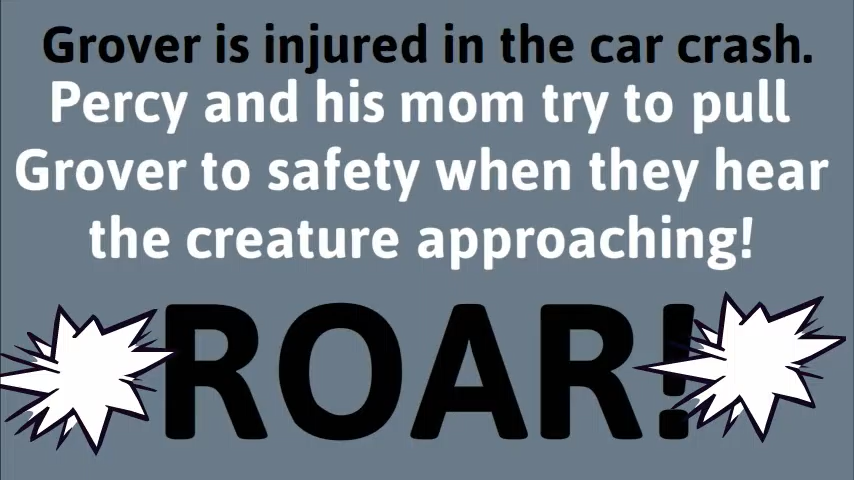 Grover is injured in the car crash.
Percy and his mom try to pull
Grover to safety when they hear
the creature approaching!
ROAR!